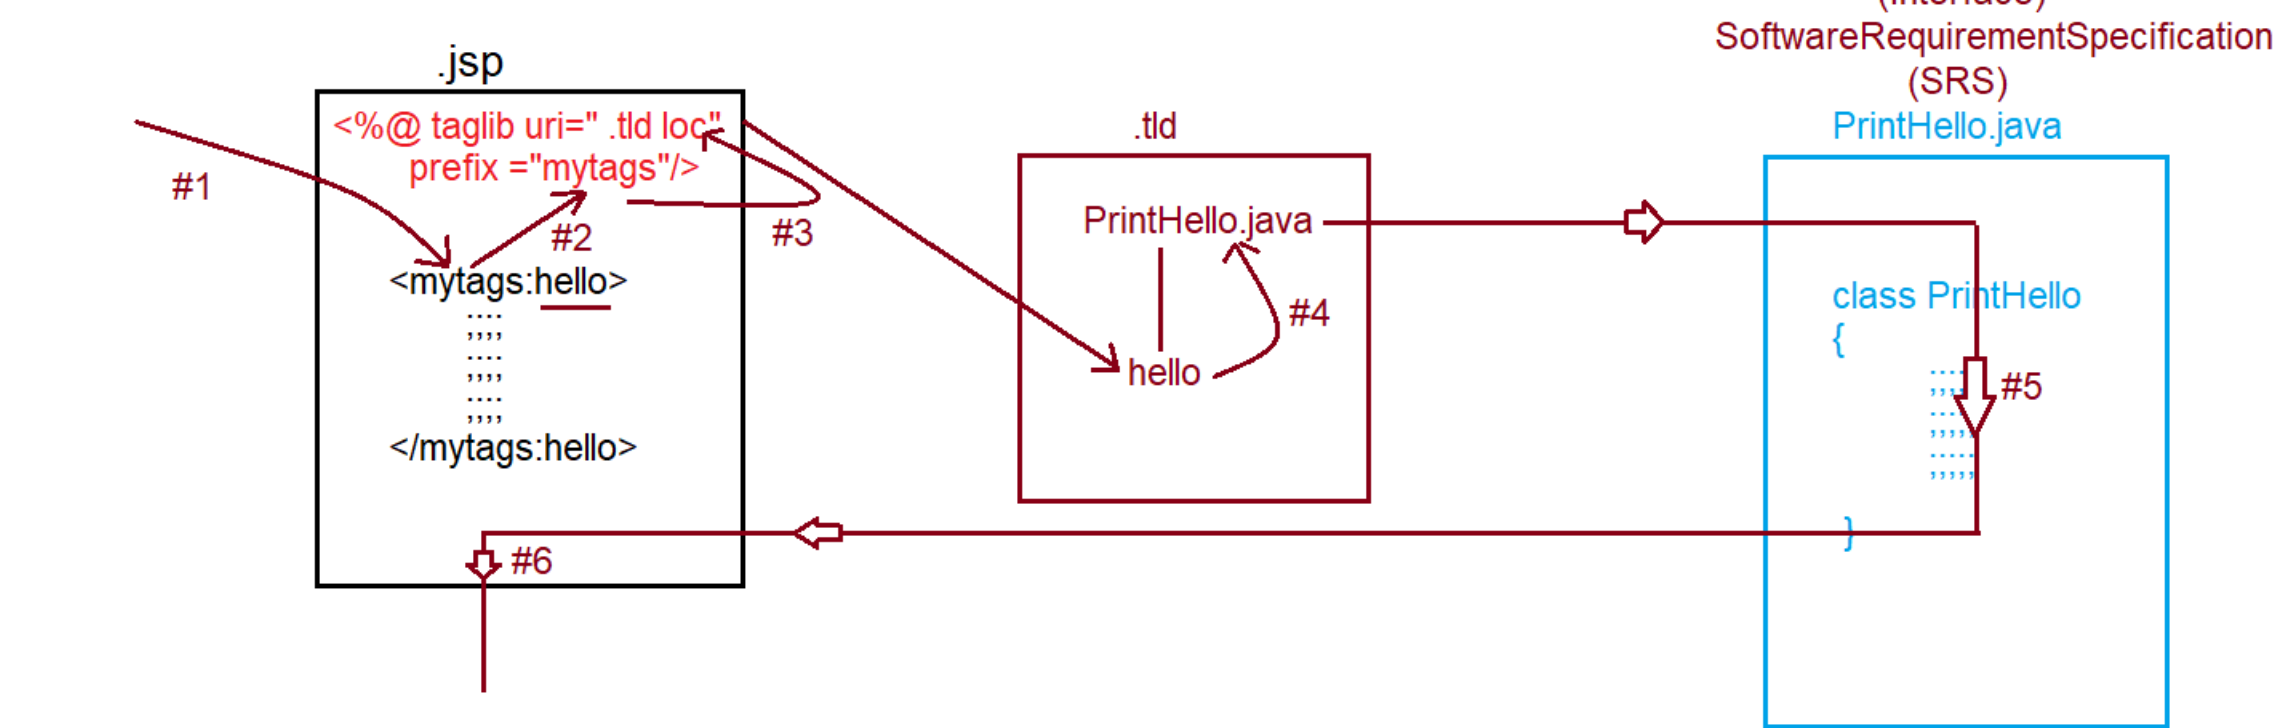 (Interface)
SoftwareRequirementSpecification
(SRS)
PrintHello.java
.jsp
<%@ taglib uri=" .tld loc"
prefix ="mytags"/>
#1
#2
#3
<mytags:hello>
;;;;
;;;;
;;;;
</mytags:hello>
#6
.tld
PrintHello.java
#4
hello
class PrintHello
{
#5
}